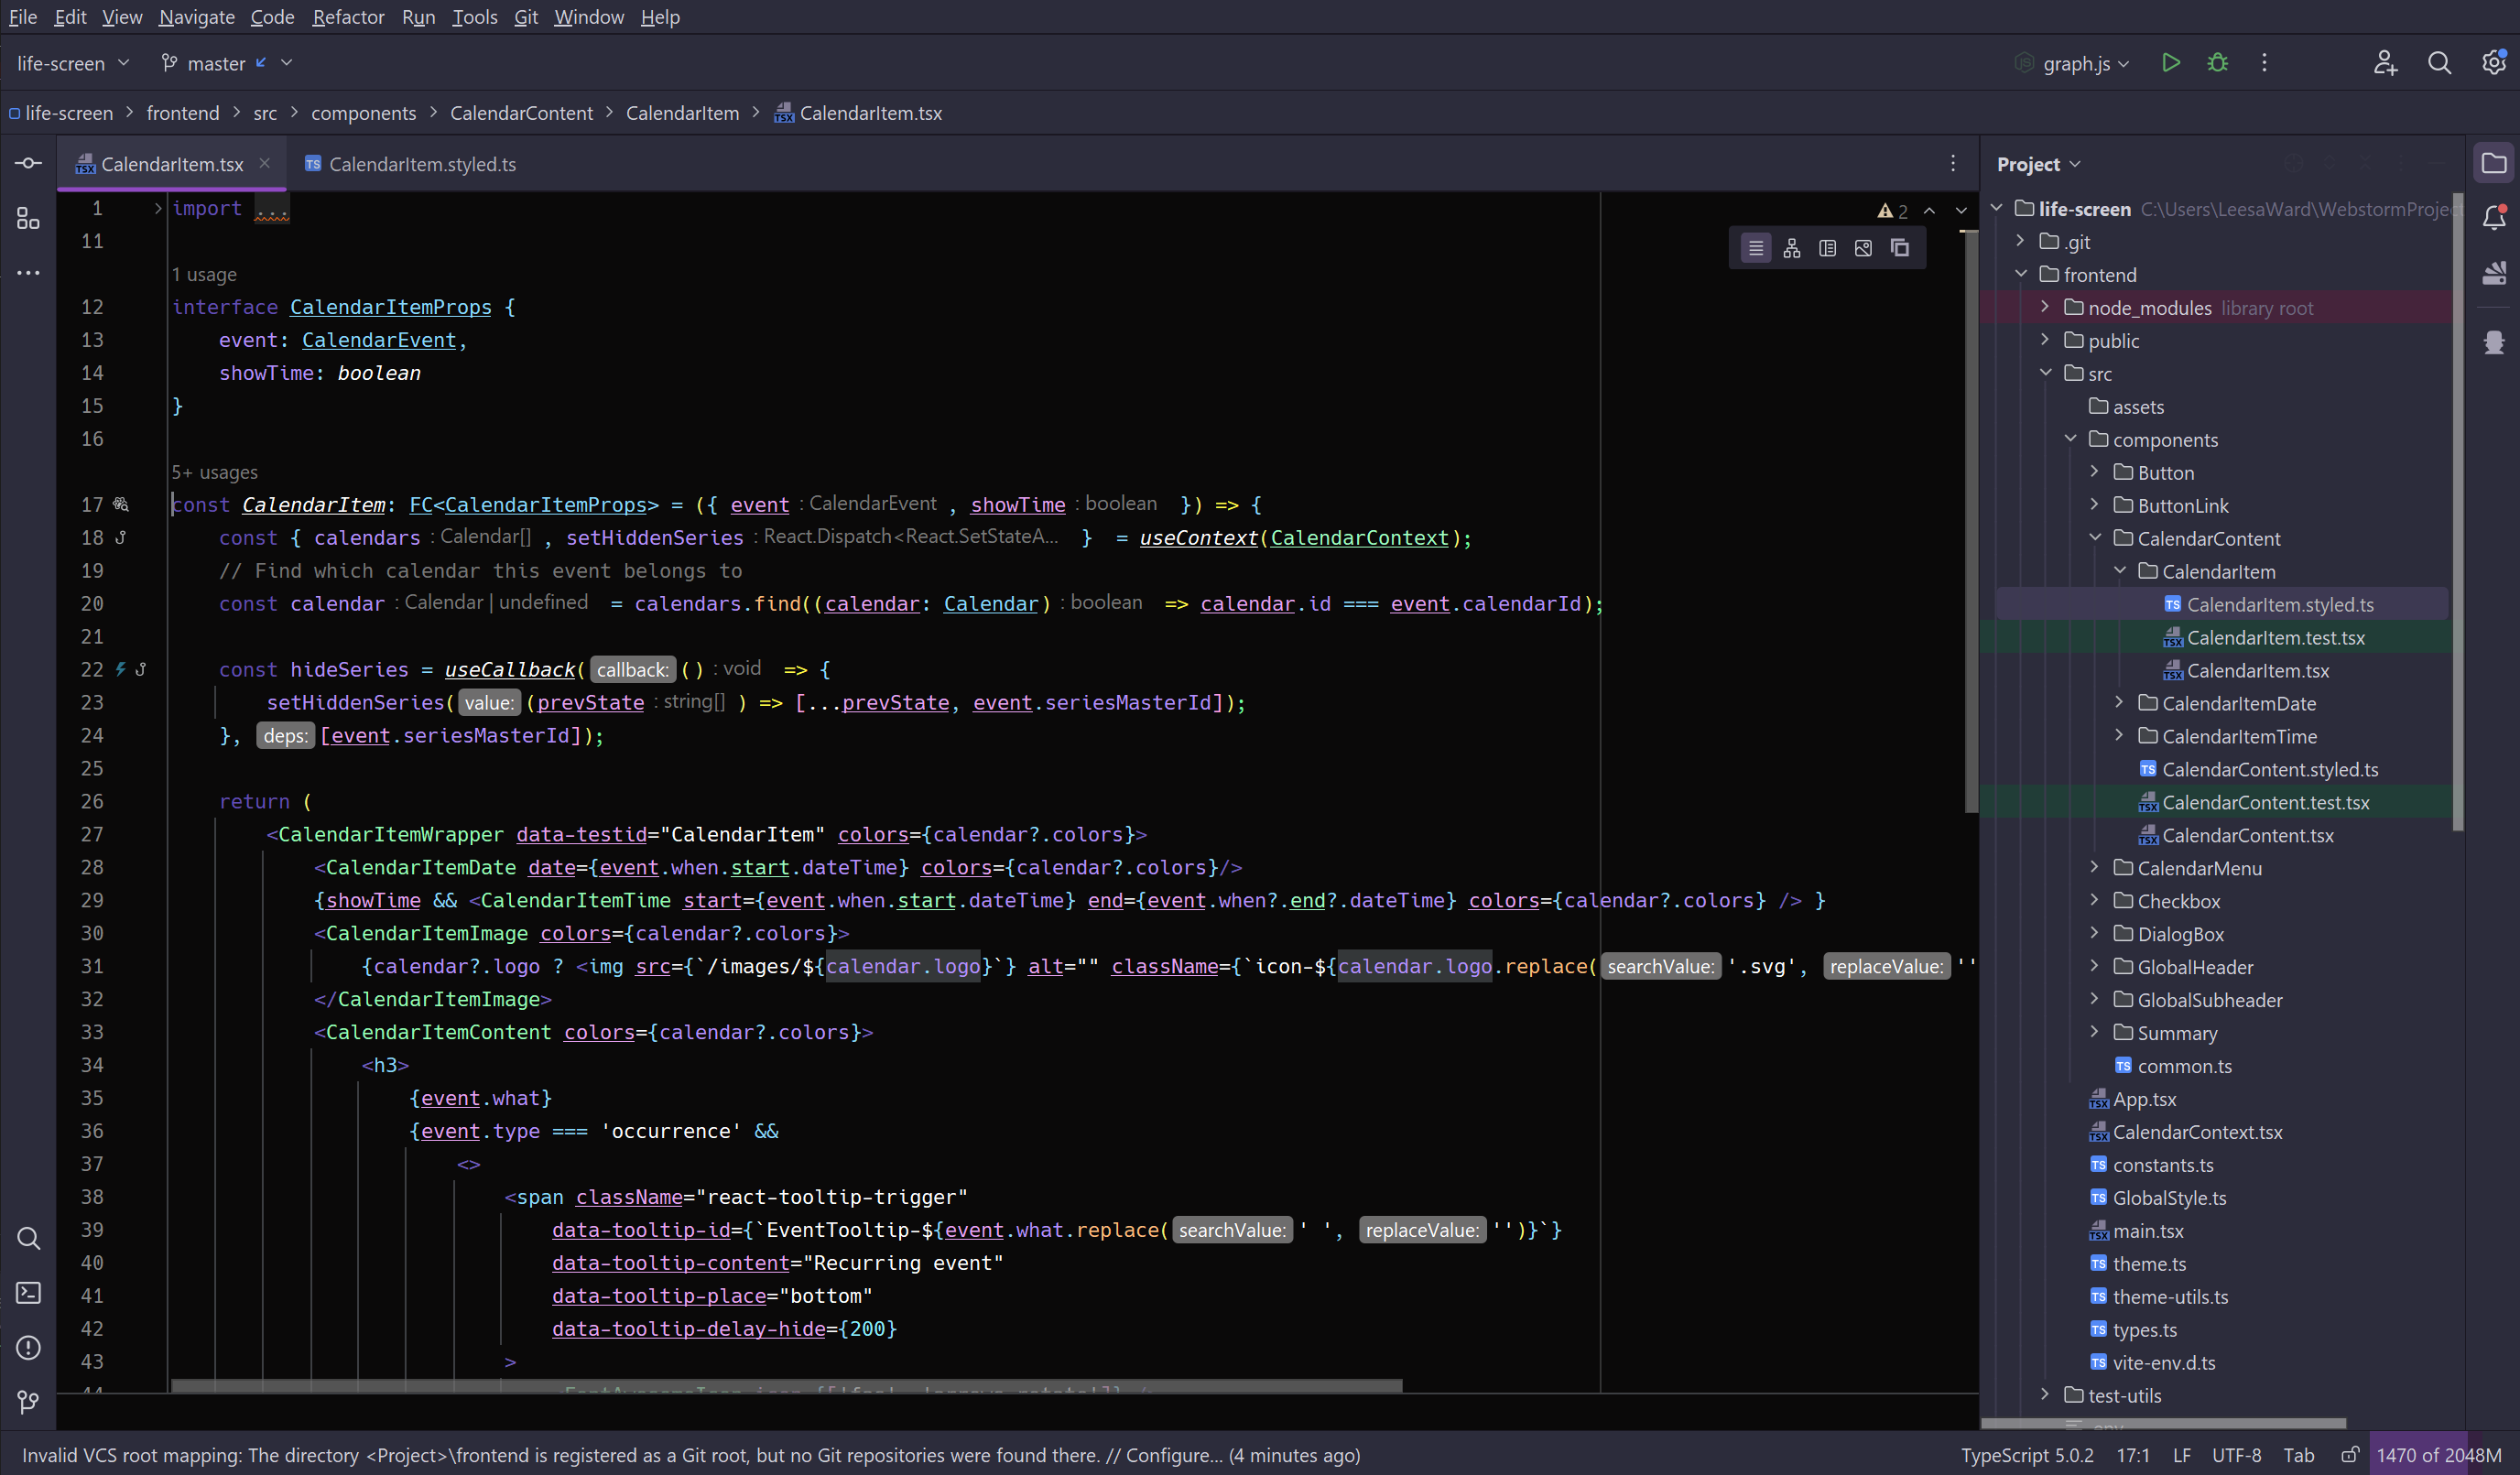 File Edit View Navigate Code Refactor Run Tools Git Window Help
life-screen master graph.js
life-screen > frontend > src > components > CalendarContent > CalendarItem > CalendarItem.tsx
CalendarItem.tsx CalendarItem.styled.ts
1 import ...
2
11
1 usage
12 interface CalendarItemProps {
13 event: CalendarEvent,
14 showTime: boolean
15 }
16
5+ usages
17 const CalendarItem: FC<CalendarItemProps> = ({ event : CalendarEvent , showTime : boolean }) => {
18 const { calendars : Calendar[] , setHiddenSeries : React.Dispatch<React.SetStateA... } = useContext(CalendarContext);
19 // Find which calendar this event belongs to
20 const calendar : Calendar | undefined = calendars.find((calendar: Calendar) : boolean => calendar.id === event.calendarId);
21
22 const hideSeries = useCallback( callback: () : void => {
23 setHiddenSeries( value: (prevState : string[] ) => [...prevState, event.seriesMasterId]);
24 }, deps: [event.seriesMasterId]);
25
26 return (
27 <CalendarItemWrapper data-testid="CalendarItem" colors={calendar?.colors}>
28 <CalendarItemDate date={event.when.start.dateTime} colors={calendar?.colors}/>
29 {showTime && <CalendarItemTime start={event.when.start.dateTime} end={event.when?.end?.dateTime} colors={calendar?.colors} /> }
30 <CalendarItemImage colors={calendar?.colors}>
31 {calendar?.logo ? <img src={`/images/${calendar.logo}`} alt="" className={`icon-${calendar.logo.replace( searchValue: '.svg', replaceValue: ''
32 </CalendarItemImage>
33 <CalendarItemContent colors={calendar?.colors}>
34 <h3>
35 {event.what}
36 {event.type === 'occurrence' &&
37 <>
38 <span className="react-tooltip-trigger"
39 data-tooltip-id={`EventTooltip-${event.what.replace( searchValue: ' ', replaceValue: '')}`}
40 data-tooltip-content="Recurring event"
41 data-tooltip-place="bottom"
42 data-tooltip-delay-hide={200}
43 >
Project
life-screen C:\Users\LeesaWard\WebstormProject
.git
frontend
node_modules library root
public
src
assets
components
Button
ButtonLink
CalendarContent
CalendarItem
CalendarItem.styled.ts
CalendarItem.test.tsx
CalendarItem.tsx
CalendarItemDate
CalendarItemTime
CalendarContent.styled.ts
CalendarContent.test.tsx
CalendarContent.tsx
CalendarMenu
Checkbox
DialogBox
GlobalHeader
GlobalSubheader
Summary
common.ts
App.tsx
CalendarContext.tsx
constants.ts
GlobalStyle.ts
main.tsx
theme.ts
theme-utils.ts
types.ts
vite-env.d.ts
test-utils
Invalid VCS root mapping: The directory <Project>\frontend is registered as a Git root, but no Git repositories were found there. // Configure... (4 minutes ago) TypeScript 5.0.2 17:1 LF UTF-8 Tab 1470 of 2048M